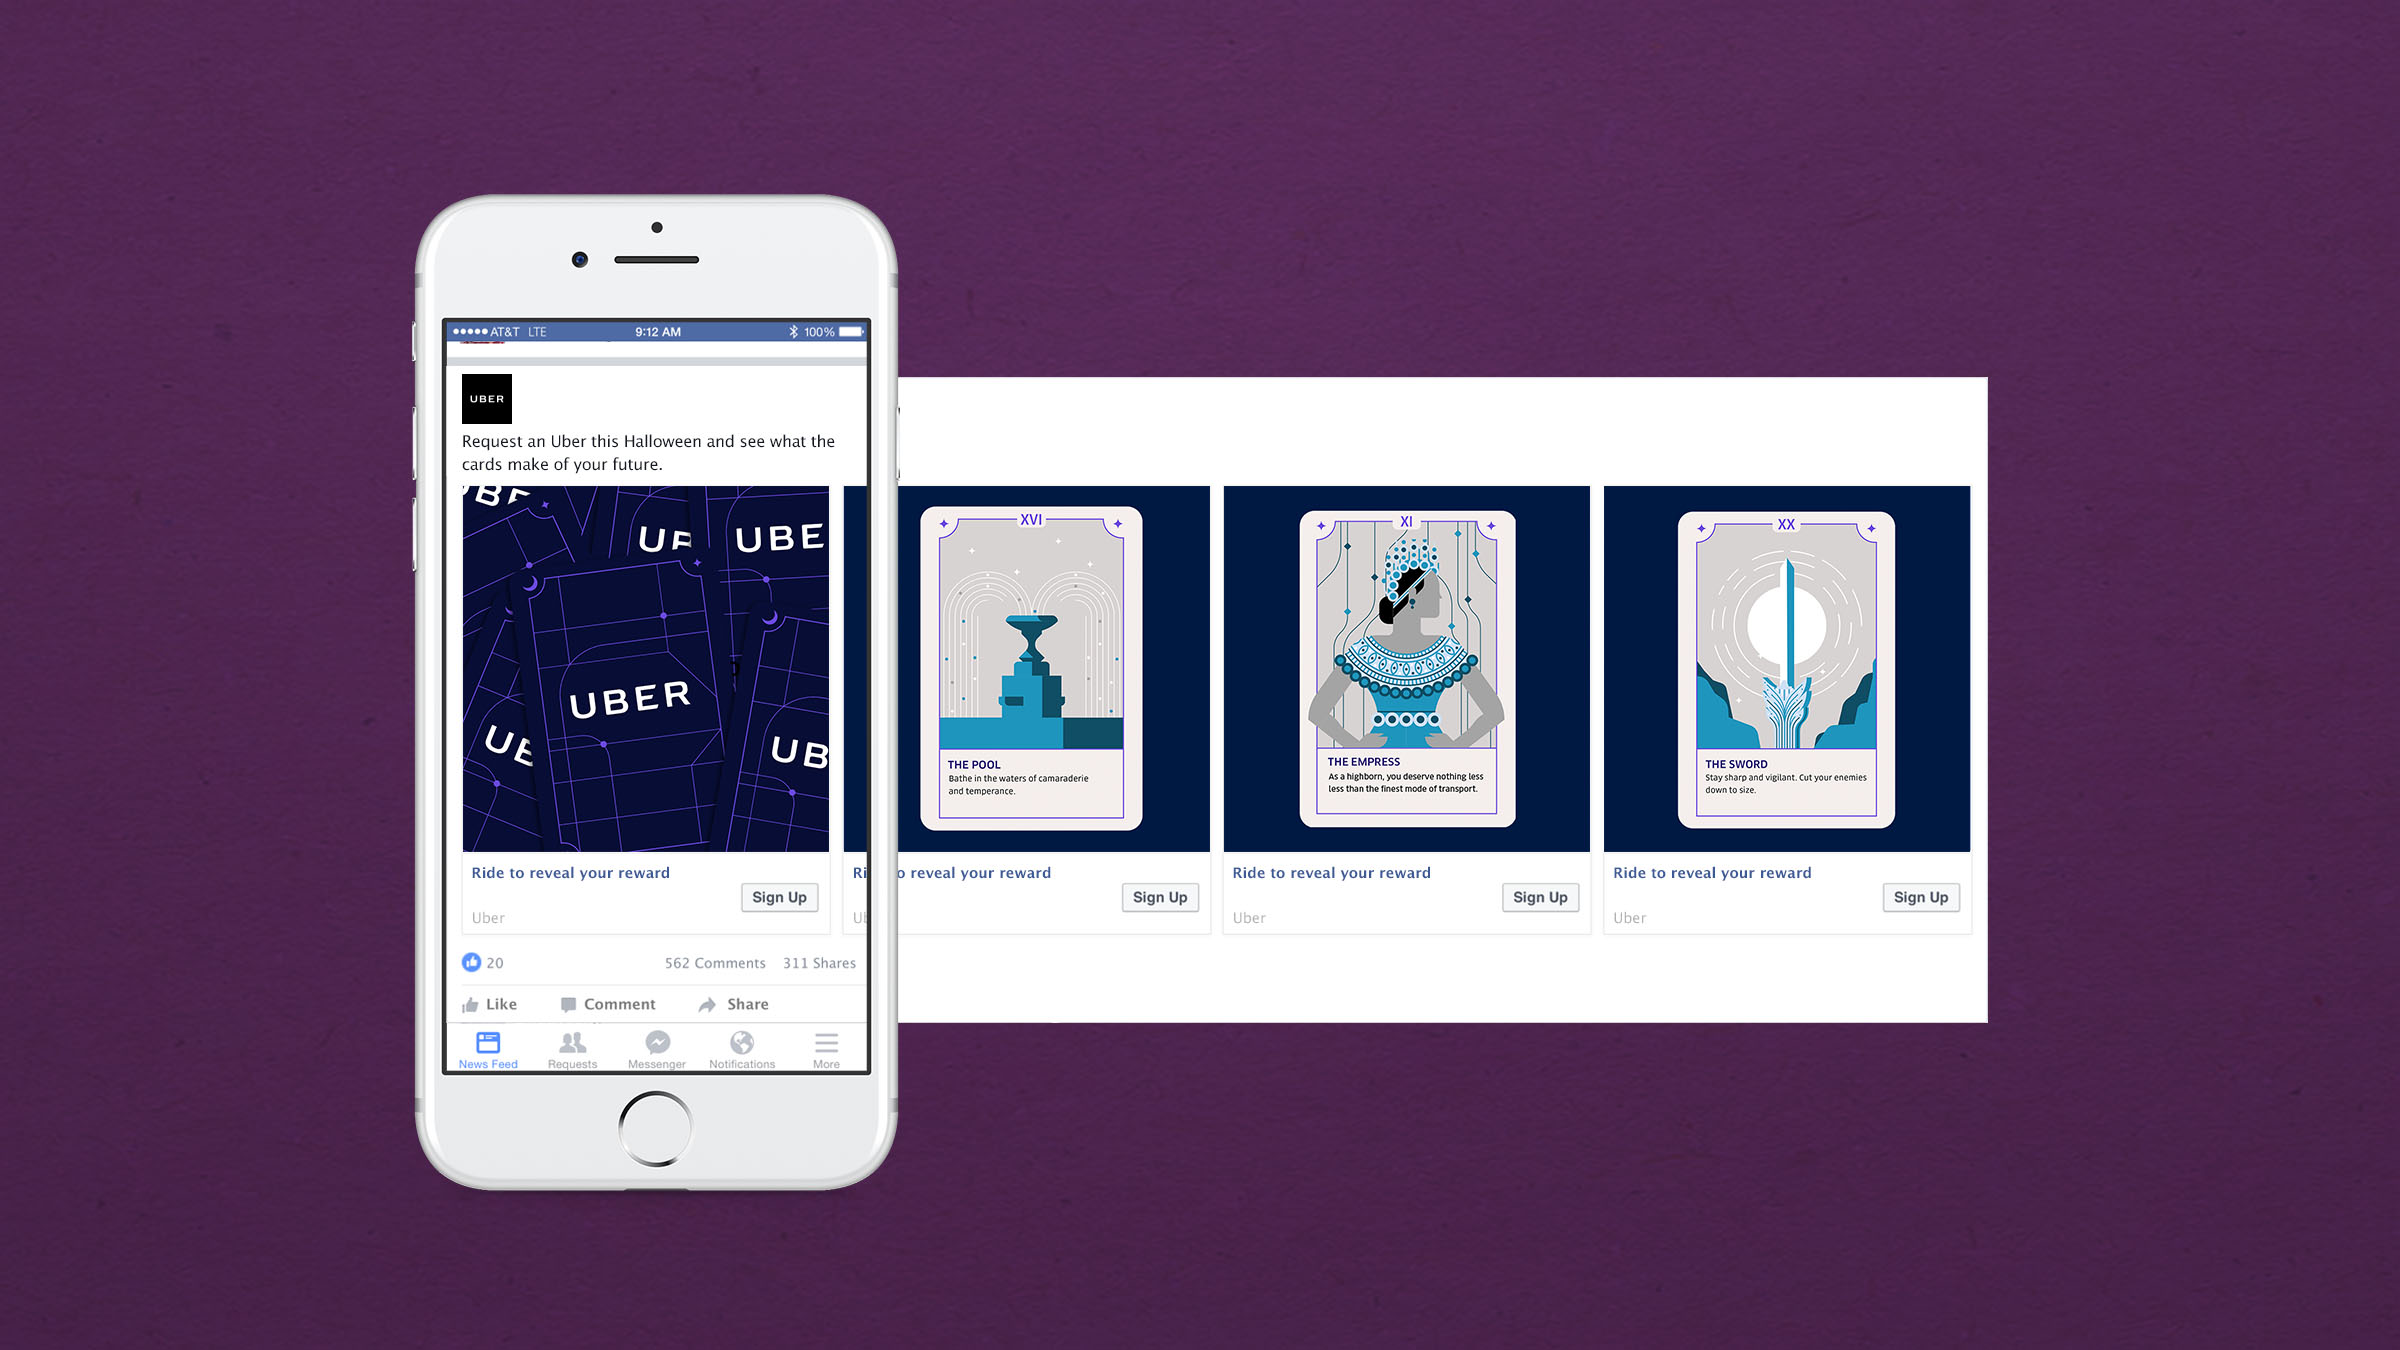 AT&T LTE 9:12 AM 100%
UBER
Request an Uber this Halloween and see what the
cards make of your future.
UBER
UBE
UBER
UB
Ride to reveal your reward
Sign Up
Uber
XVI
THE POOL
Bathe in the waters of camaraderie
and temperance.
Ri o reveal your reward
Sign Up
XI
THE EMPRESS
As a highborn, you deserve nothing less
less than the finest mode of transport.
Ride to reveal your reward
Sign Up
Uber
XX
THE SWORD
Stay sharp and vigilant. Cut your enemies
down to size.
Ride to reveal your reward
Sign Up
Uber
20 562 Comments 311 Shares
Like Comment Share
News Feed Requests Messenger Notifications More